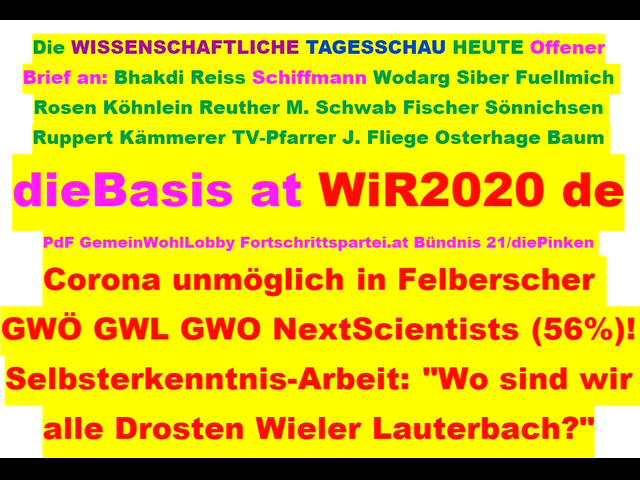 Die WISSENSCHAFTLICHE TAGESSCHAU HEUTE Offener
Brief an: Bhakdi Reiss Schiffmann Wodarg Siber Fuellmich
Rosen Köhnlein Reuther M. Schwab Fischer Sönnichsen
Ruppert Kämmerer TV-Pfarrer J. Fliege Osterhage Baum
dieBasis at WiR2020 de
PdF GemeinWohlLobby Fortschrittspartei.at Bündnis 21/diePinken
Corona unmöglich in Felberscher
GWÖ GWL GWO NextScientists (56%)!
Selbsterkenntnis-Arbeit: "Wo sind wir
alle Drosten Wieler Lauterbach?"